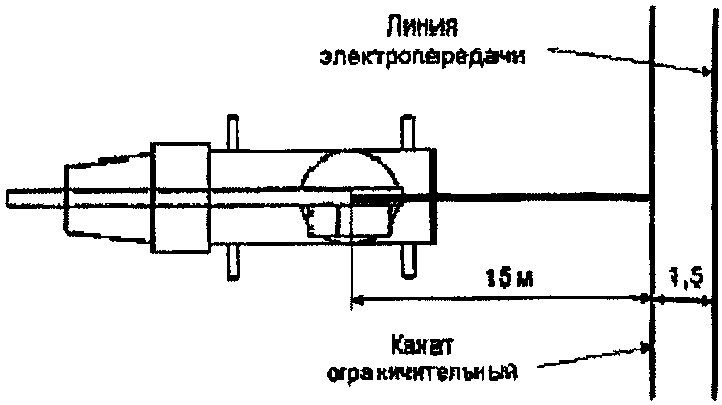 Линия
электропередачи
15 м
1,5
Канат
ограничительный